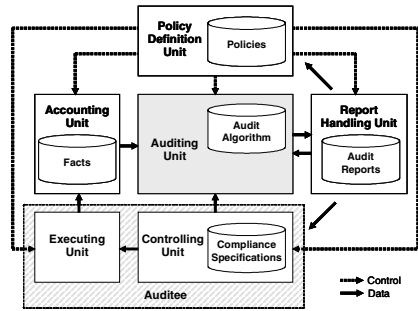 Policy
Definition
Unit
Policies
Accounting
Unit
Facts
Auditing
Unit
Audit
Algorithm
Report
Handling Unit
Audit
Reports
Executing
Unit
Controlling
Unit
Compliance
Specifications
Auditee
Control
Data